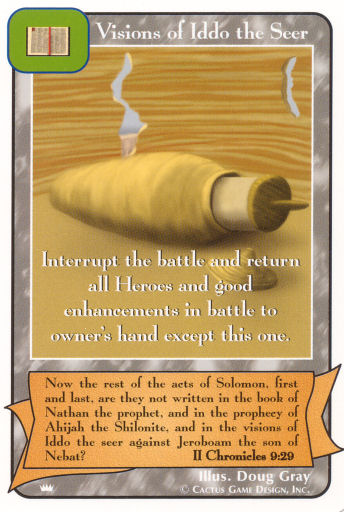 Visions of Iddo the Seer
Interrupt the battle and return
all Heroes and good
enhancements in battle to
owner's hand except this one.
Now the rest of the acts of Solomon, first
and last, are they not written in the book of
Nathan the prophet, and in the prophecy of
Ahijah the Shilonite, and in the visions of
Iddo the seer against Jeroboam the son of
Nebat? II Chronicles 9:29
Illus. Doug Gray
© Cactus Game Design, Inc.